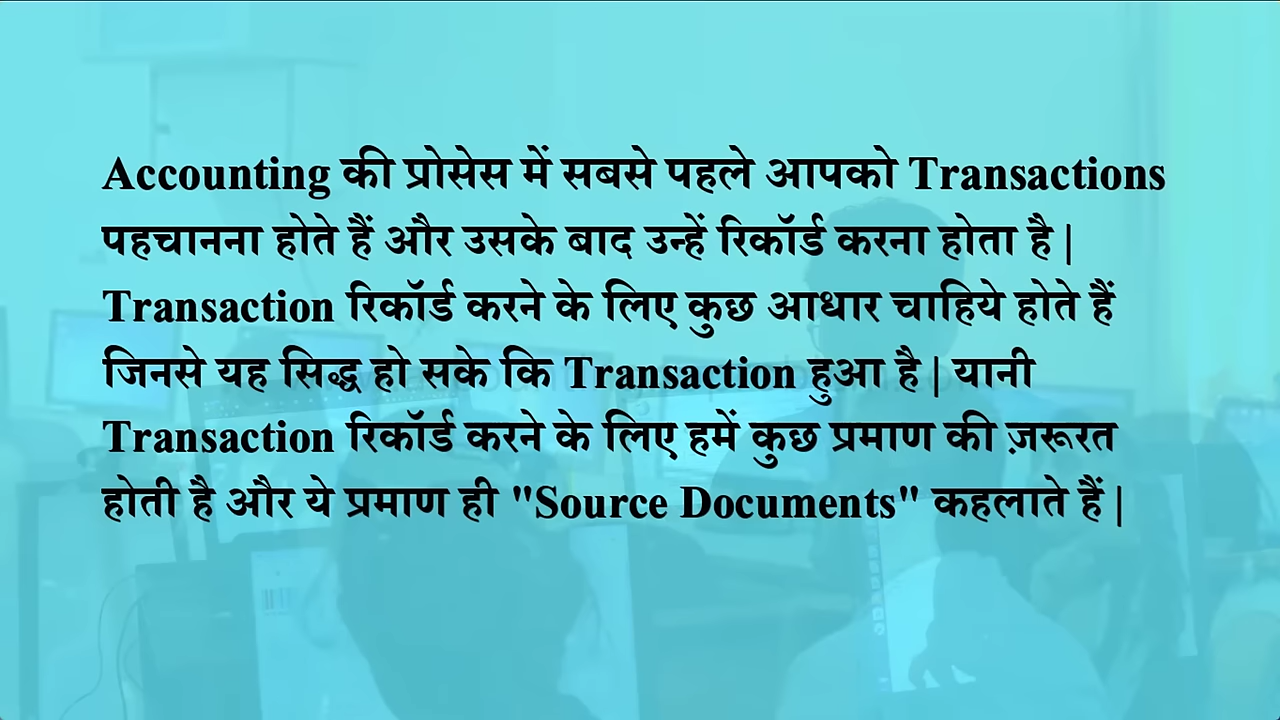 Accounting की प्रोसेस में सबसे पहले आपको Transactions
पहचानना होते हैं और उसके बाद उन्हें रिकॉर्ड करना होता है |
Transaction रिकॉर्ड करने के लिए कुछ आधार चाहिये होते हैं
जिनसे यह सिद्ध हो सके कि Transaction हुआ है | यानी
Transaction रिकॉर्ड करने के लिए हमें कुछ प्रमाण की ज़रूरत
होती है और ये प्रमाण ही "Source Documents" कहलाते हैं |